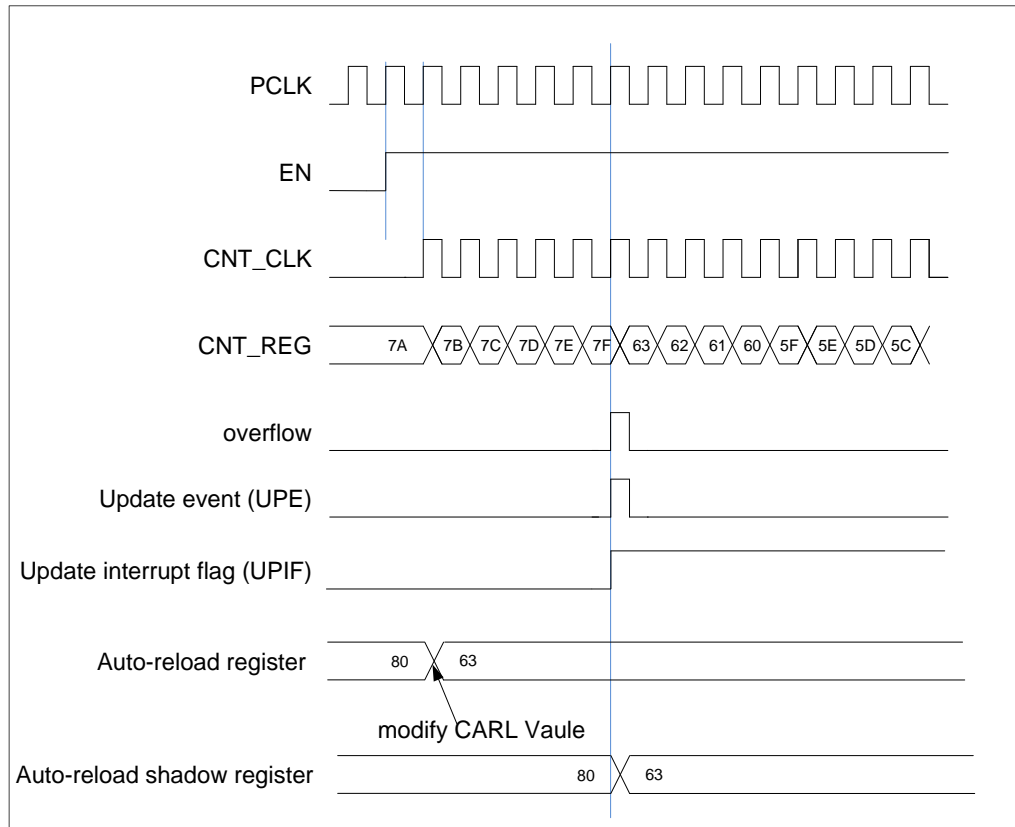 PCLK
EN
CNT_CLK
CNT_REG 7A 7B 7C 7D 7E 7F 63 62 61 60 5F 5E 5D 5C
overflow
Update event (UPE)
Update interrupt flag (UPIF)
Auto-reload register 80 63
modify CARL Vaule
Auto-reload shadow register 80 63